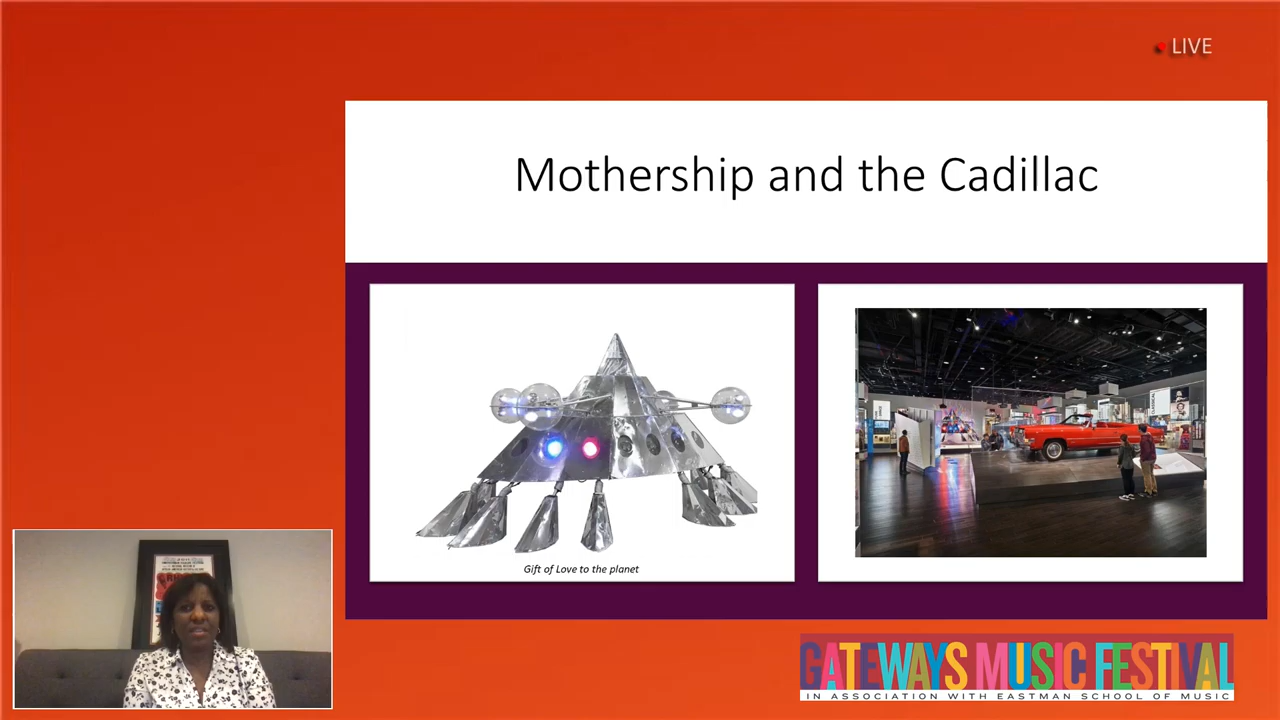 LIVE
Mothership and the Cadillac
Gift of Love to the planet
GATEWAYS MUSIC FESTIVAL
IN ASSOCIATION WITH EASTMAN SCHOOL OF MUSIC